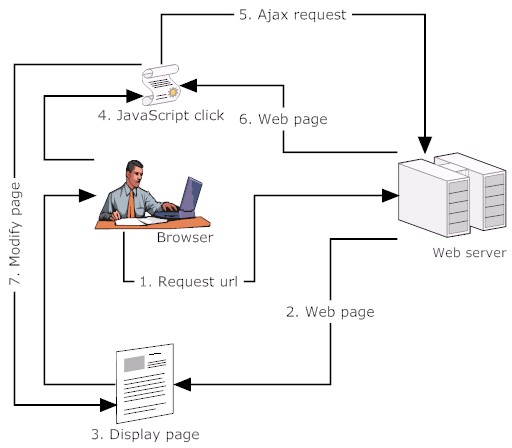 5. Ajax request
4. JavaScript click
6. Web page
7. Modify page
Browser
Web server
1. Request url
2. Web page
3. Display page